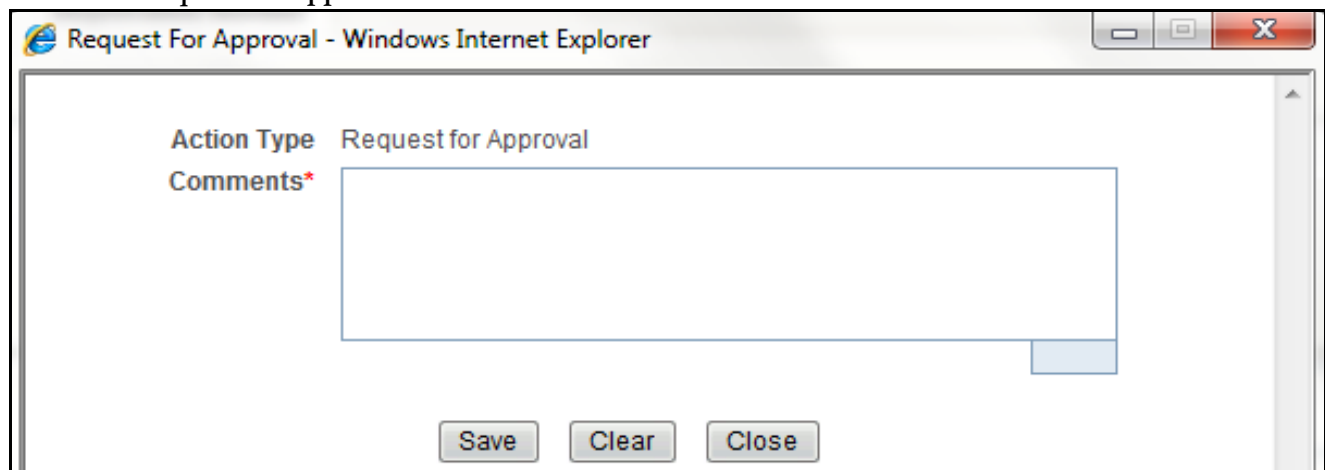 Request For Approval - Windows Internet Explorer
Action Type Request for Approval
Comments*
Save Clear Close